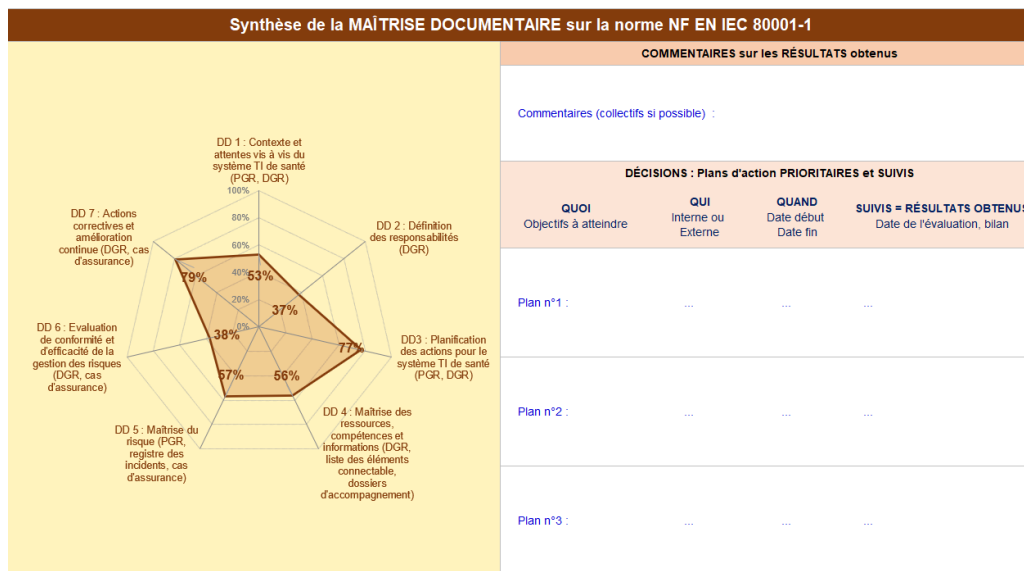 Synthèse de la MAÎTRISE DOCUMENTAIRE sur la norme NF EN IEC 80001-1
DD 1 : Contexte et
attentes vis à vis du
système TI de santé
(PGR, DGR)
100%
80%
60%
40%
20%
0%
53%
37%
77%
56%
57%
38%
79%
DD 2 : Définition
des responsabilités
(DGR)
DD3 : Planification
des actions pour le
système TI de santé
(PGR, DGR)
DD 4 : Maîtrise des
ressources,
compétences et
informations (DGR,
liste des éléments
connectable,
dossiers
d'accompagnement)
DD 5 : Maîtrise du
risque (PGR,
registre des
incidents, cas
d'assurance)
DD 6 : Evaluation
de conformité et
d'efficacité de la
gestion des risques
(DGR, cas
d'assurance)
DD 7 : Actions
correctives et
amélioration
continue (DGR, cas
d'assurance)
COMMENTAIRES sur les RÉSULTATS obtenus
Commentaires (collectifs si possible) :
DÉCISIONS : Plans d'action PRIORITAIRES et SUIVIS
QUOI
Objectifs à atteindre
QUI
Interne ou
Externe
QUAND
Date début
Date fin
SUIVIS = RÉSULTATS OBTENUS
Date de l'évaluation, bilan
Plan n°1 : ... ... ...
Plan n°2 : ... ... ...
Plan n°3 : ... ... ...